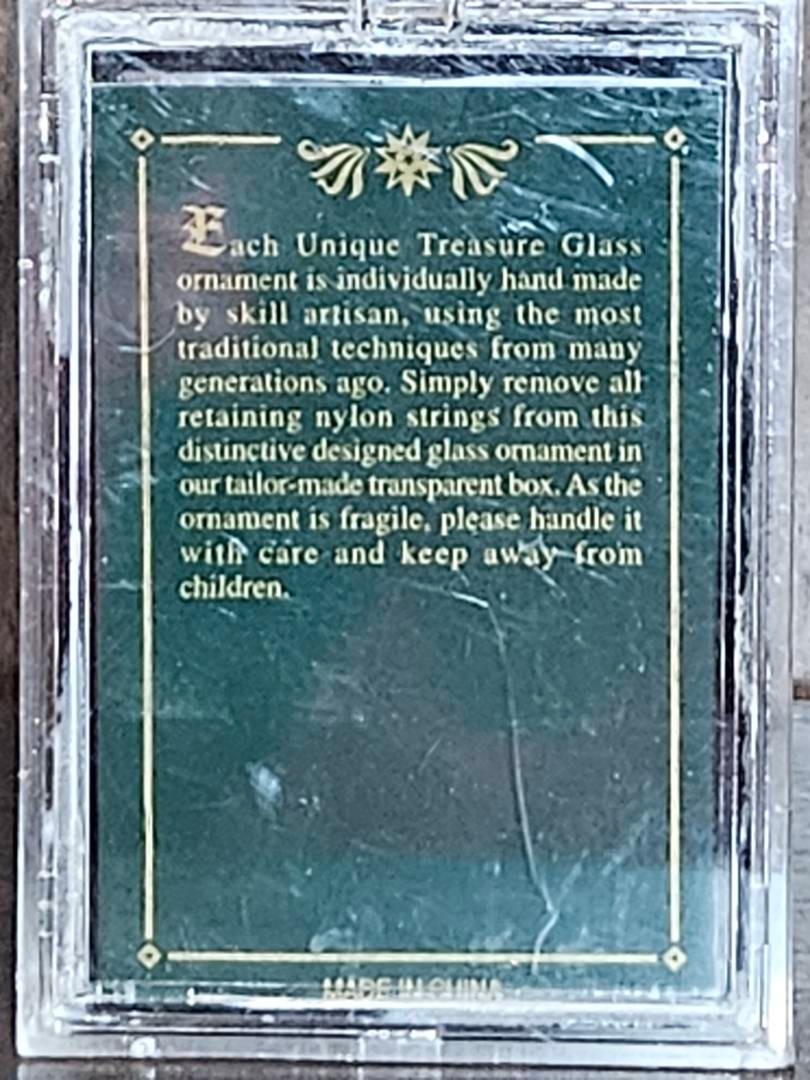 Each Unique Treasure Glass
ornament is individually hand made
by skill artisan, using the most
traditional techniques from many
generations ago. Simply remove all
retaining nylon strings from this
distinctive designed glass ornament in
our tailor-made transparent box. As the
ornament is fragile, please handle it
with care and keep away from
children.
MADE IN CHINA